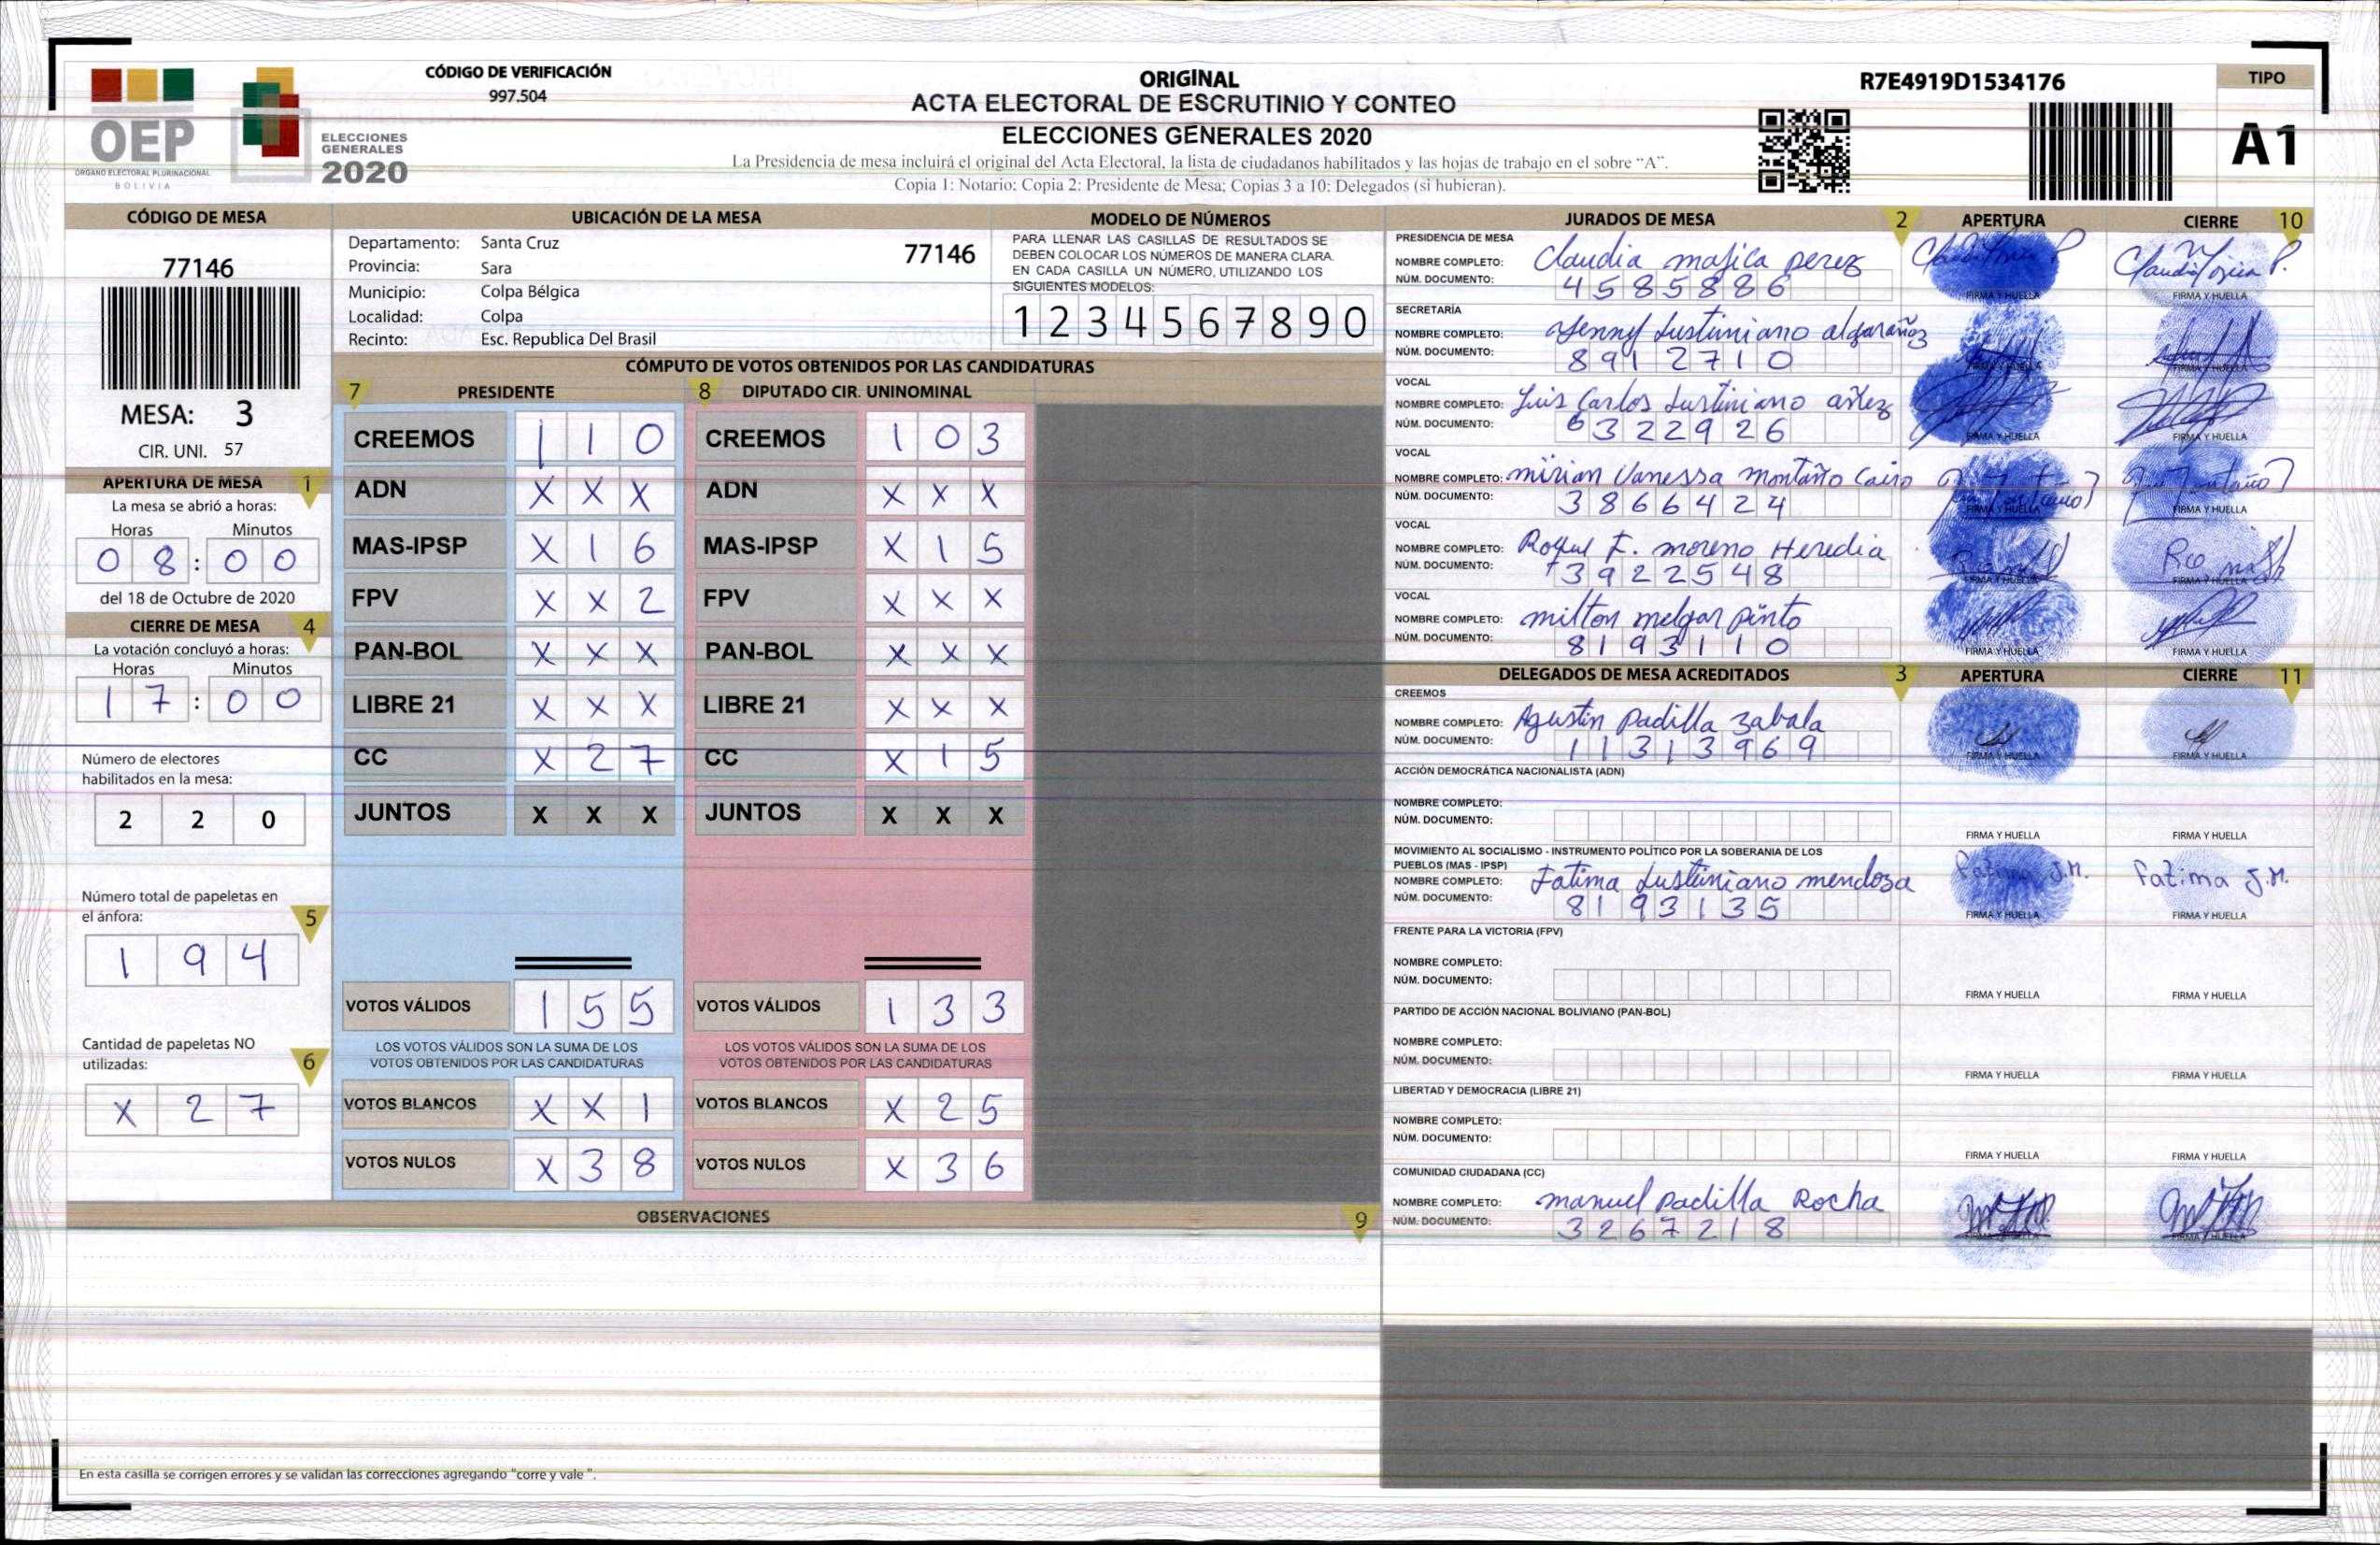 OEP
ÓRGANO ELECTORAL PLURINACIONAL
BOLIVIA
ELECCIONES
GENERALES
2020
CÓDIGO DE VERIFICACIÓN
997.504
ORIGINAL
ACTA ELECTORAL DE ESCRUTINIO Y CONTEO
ELECCIONES GENERALES 2020
La Presidencia de mesa incluirá el original del Acta Electoral, la lista de ciudadanos habilitados y las hojas de trabajo en el sobre “A”.
Copia 1: Notario: Copia 2: Presidente de Mesa; Copias 3 a 10: Delegados (si hubieran).
R7E4919D1534176
TIPO
A1
CÓDIGO DE MESA
77146
MESA: 3
CIR. UNI. 57
APERTURA DE MESA 1
La mesa se abrió a horas:
Horas Minutos
0 8 : 0 0
del 18 de Octubre de 2020
CIERRE DE MESA 4
La votación concluyó a horas:
Horas Minutos
1 7 : 0 0
Número de electores
habilitados en la mesa:
2 2 0
Número total de papeletas en
el ánfora: 5
1 9 4
Cantidad de papeletas NO
utilizadas: 6
X 2 7
UBICACIÓN DE LA MESA
Departamento: Santa Cruz
77146
Provincia: Sara
Municipio: Colpa Bélgica
Localidad: Colpa
Recinto: Esc. Republica Del Brasil
MODELO DE NÚMEROS
PARA LLENAR LAS CASILLAS DE RESULTADOS SE
DEBEN COLOCAR LOS NÚMEROS DE MANERA CLARA.
EN CADA CASILLA UN NÚMERO, UTILIZANDO LOS
SIGUIENTES MODELOS:
1 2 3 4 5 6 7 8 9 0
CÓMPUTO DE VOTOS OBTENIDOS POR LAS CANDIDATURAS
7 PRESIDENTE 8 DIPUTADO CIR. UNINOMINAL
CREEMOS 1 1 0 CREEMOS 1 0 3
ADN X X X ADN X X X
MAS-IPSP X 1 6 MAS-IPSP X 1 5
FPV X X 2 FPV X X X
PAN-BOL X X X PAN-BOL X X X
LIBRE 21 X X X LIBRE 21 X X X
CC X 2 7 CC X 1 5
JUNTOS X X X JUNTOS X X X
VOTOS VÁLIDOS 1 5 5 VOTOS VÁLIDOS 1 3 3
LOS VOTOS VÁLIDOS SON LA SUMA DE LOS LOS VOTOS VÁLIDOS SON LA SUMA DE LOS
VOTOS OBTENIDOS POR LAS CANDIDATURAS VOTOS OBTENIDOS POR LAS CANDIDATURAS
VOTOS BLANCOS X X 1 VOTOS BLANCOS X 2 5
VOTOS NULOS X 3 8 VOTOS NULOS X 3 6
OBSERVACIONES 9
En esta casilla se corrigen errores y se validan las correcciones agregando "corre y vale ".
JURADOS DE MESA 2 APERTURA CIERRE 10
PRESIDENCIA DE MESA
NOMBRE COMPLETO: Claudia mojica perez
NÚM. DOCUMENTO: 4585886
FIRMA Y HUELLA FIRMA Y HUELLA
SECRETARÍA
NOMBRE COMPLETO: Yenny Justiniano algarañaz
NÚM. DOCUMENTO: 8912710
FIRMA Y HUELLA
VOCAL
NOMBRE COMPLETO: Luis Carlos Justiniano añez
NÚM. DOCUMENTO: 6322926
FIRMA Y HUELLA FIRMA Y HUELLA
VOCAL
NOMBRE COMPLETO: mirian Vanessa montaño Cairo
NÚM. DOCUMENTO: 3866424
FIRMA Y HUELLA FIRMA Y HUELLA
VOCAL
NOMBRE COMPLETO: moreno Heredia
NÚM. DOCUMENTO: 3922548
FIRMA Y HUELLA FIRMA Y HUELLA
VOCAL
NOMBRE COMPLETO: milton melgar pinto
NÚM. DOCUMENTO: 8193110
FIRMA Y HUELLA FIRMA Y HUELLA
DELEGADOS DE MESA ACREDITADOS 3 APERTURA CIERRE 11
CREEMOS
NOMBRE COMPLETO: Agustin padilla zabala
NÚM. DOCUMENTO: 11313969
FIRMA Y HUELLA FIRMA Y HUELLA
ACCIÓN DEMOCRÁTICA NACIONALISTA (ADN)
NOMBRE COMPLETO:
NÚM. DOCUMENTO:
FIRMA Y HUELLA FIRMA Y HUELLA
MOVIMIENTO AL SOCIALISMO - INSTRUMENTO POLÍTICO POR LA SOBERANIA DE LOS
PUEBLOS (MAS - IPSP)
NOMBRE COMPLETO: Fatima Justiniano mendoza Fatima J.M. Fatima J.M.
NÚM. DOCUMENTO: 8193135
FIRMA Y HUELLA FIRMA Y HUELLA
FRENTE PARA LA VICTORIA (FPV)
NOMBRE COMPLETO:
NÚM. DOCUMENTO:
FIRMA Y HUELLA FIRMA Y HUELLA
PARTIDO DE ACCIÓN NACIONAL BOLIVIANO (PAN-BOL)
NOMBRE COMPLETO:
NÚM. DOCUMENTO:
FIRMA Y HUELLA FIRMA Y HUELLA
LIBERTAD Y DEMOCRACIA (LIBRE 21)
NOMBRE COMPLETO:
NÚM. DOCUMENTO:
FIRMA Y HUELLA FIRMA Y HUELLA
COMUNIDAD CIUDADANA (CC)
NOMBRE COMPLETO: manuel padilla Rocha
NÚM. DOCUMENTO: 3267218